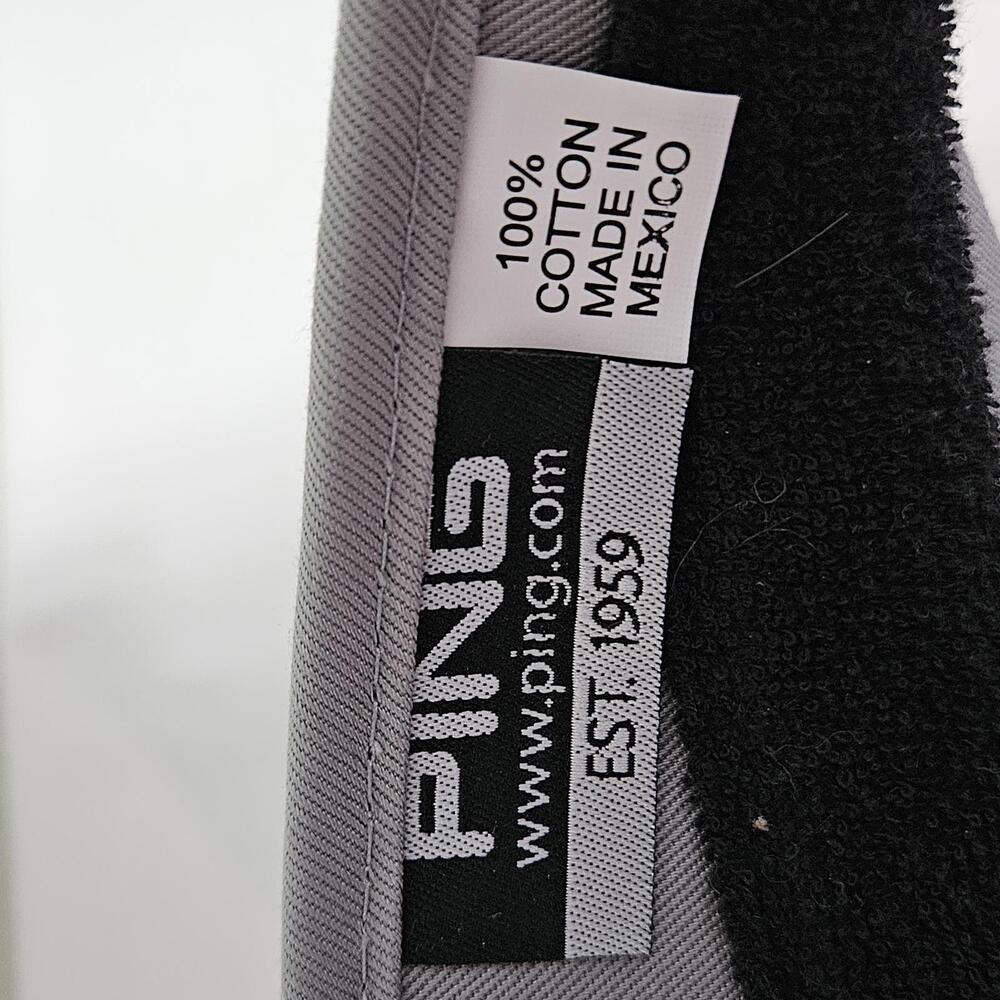 100%
COTTON
MADE IN
MEXICO
PING
www.ping.com
EST. 1959